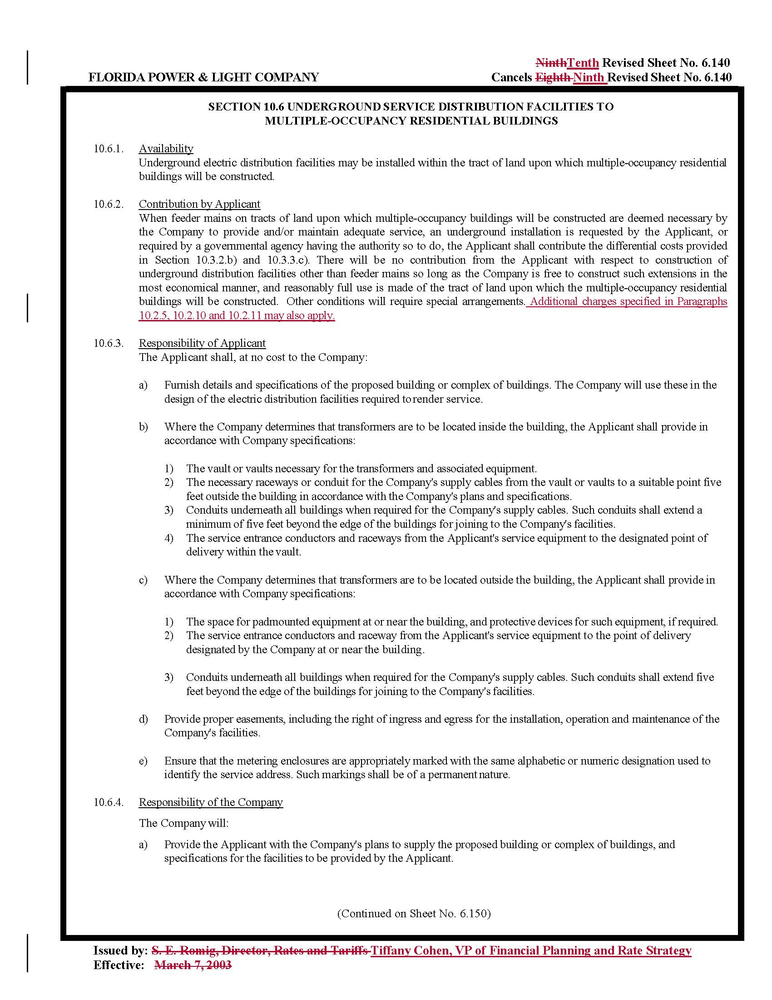 NinthTenth Revised Sheet No. 6.140
FLORIDA POWER & LIGHT COMPANY Cancels Eighth Ninth Revised Sheet No. 6.140
SECTION 10.6 UNDERGROUND SERVICE DISTRIBUTION FACILITIES TO
MULTIPLE-OCCUPANCY RESIDENTIAL BUILDINGS
10.6.1. Availability
Underground electric distribution facilities may be installed within the tract of land upon which multiple-occupancy residential
buildings will be constructed.
10.6.2. Contribution by Applicant
When feeder mains on tracts of land upon which multiple-occupancy buildings will be constructed are deemed necessary by
the Company to provide and/or maintain adequate service, an underground installation is requested by the Applicant, or
required by a governmental agency having the authority so to do, the Applicant shall contribute the differential costs provided
in Section 10.3.2.b) and 10.3.3.c). There will be no contribution from the Applicant with respect to construction of
underground distribution facilities other than feeder mains so long as the Company is free to construct such extensions in the
most economical manner, and reasonably full use is made of the tract of land upon which the multiple-occupancy residential
buildings will be constructed. Other conditions will require special arrangements. Additional charges specified in Paragraphs
10.2.5, 10.2.10 and 10.2.11 may also apply.
10.6.3. Responsibility of Applicant
The Applicant shall, at no cost to the Company:
a) Furnish details and specifications of the proposed building or complex of buildings. The Company will use these in the
design of the electric distribution facilities required to render service.
b) Where the Company determines that transformers are to be located inside the building, the Applicant shall provide in
accordance with Company specifications:
1) The vault or vaults necessary for the transformers and associated equipment.
2) The necessary raceways or conduit for the Company's supply cables from the vault or vaults to a suitable point five
feet outside the building in accordance with the Company's plans and specifications.
3) Conduits underneath all buildings when required for the Company's supply cables. Such conduits shall extend a
minimum of five feet beyond the edge of the buildings for joining to the Company's facilities.
4) The service entrance conductors and raceways from the Applicant's service equipment to the designated point of
delivery within the vault.
c) Where the Company determines that transformers are to be located outside the building, the Applicant shall provide in
accordance with Company specifications:
1) The space for padmounted equipment at or near the building, and protective devices for such equipment, if required.
2) The service entrance conductors and raceway from the Applicant's service equipment to the point of delivery
designated by the Company at or near the building.
3) Conduits underneath all buildings when required for the Company's supply cables. Such conduits shall extend five
feet beyond the edge of the buildings for joining to the Company's facilities.
d) Provide proper easements, including the right of ingress and egress for the installation, operation and maintenance of the
Company's facilities.
e) Ensure that the metering enclosures are appropriately marked with the same alphabetic or numeric designation used to
identify the service address. Such markings shall be of a permanent nature.
10.6.4. Responsibility of the Company
The Company will:
a) Provide the Applicant with the Company's plans to supply the proposed building or complex of buildings, and
specifications for the facilities to be provided by the Applicant.
(Continued on Sheet No. 6.150)
Issued by: S. E. Romig, Director, Rates and Tariffs Tiffany Cohen, VP of Financial Planning and Rate Strategy
Effective: March 7, 2003